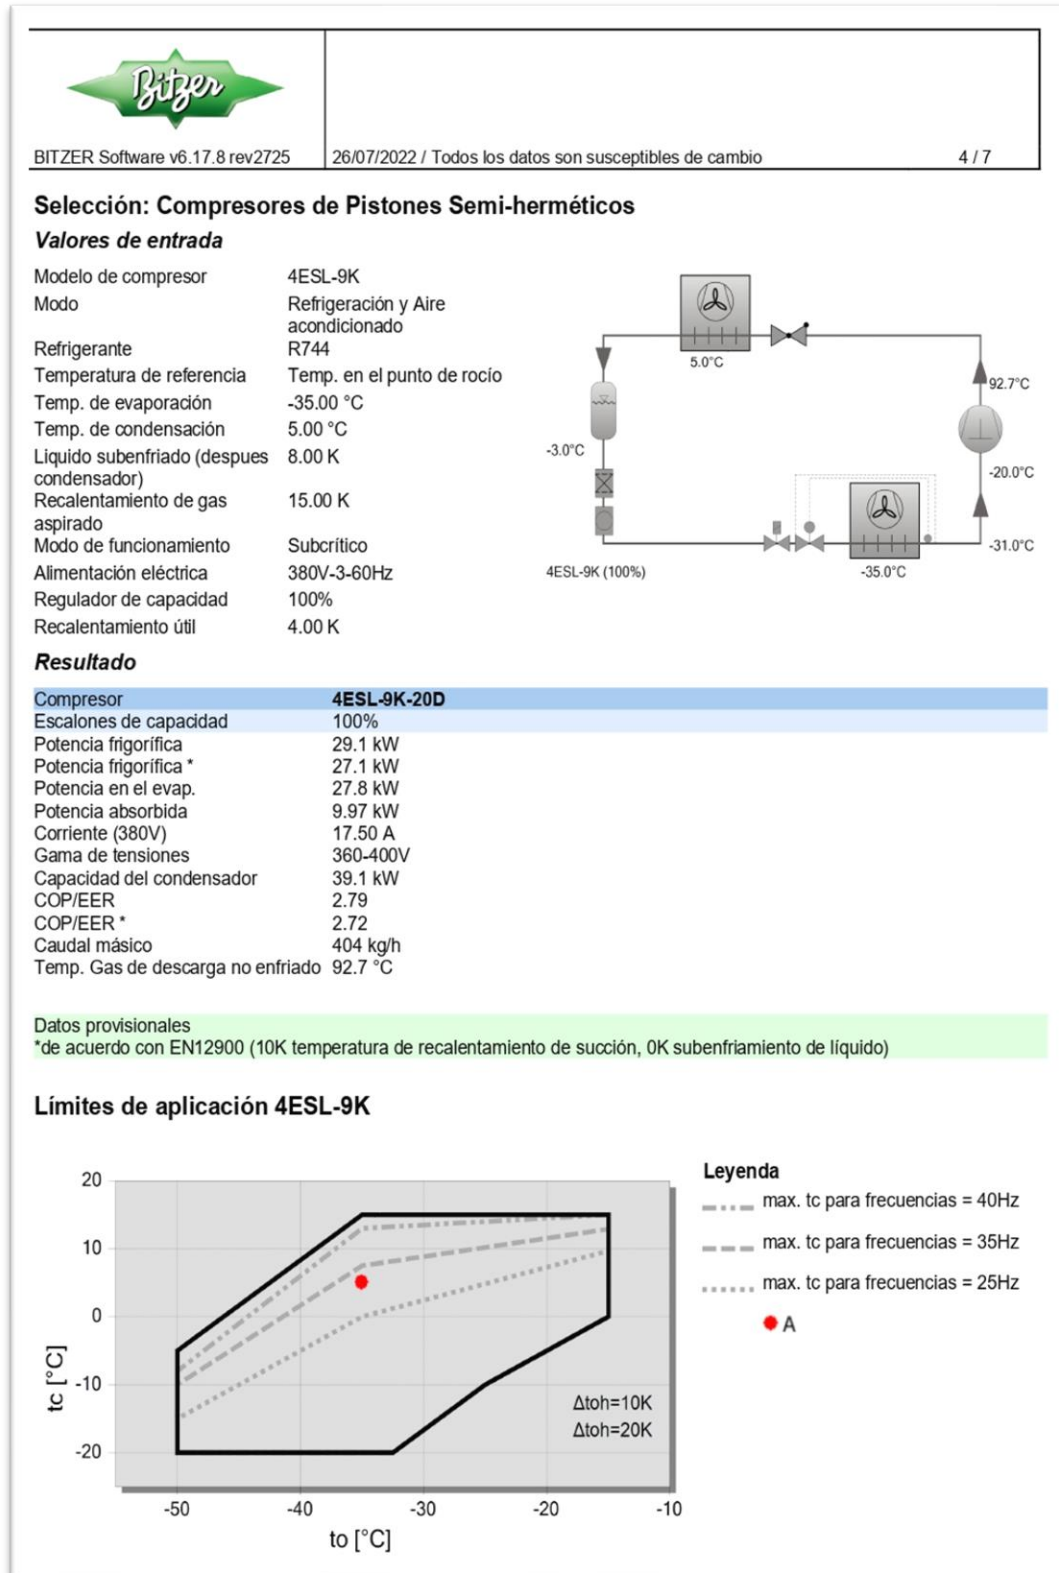 Bitzer
BITZER Software v6.17.8 rev2725
26/07/2022 / Todos los datos son susceptibles de cambio
4 / 7
Selección: Compresores de Pistones Semi-herméticos
Valores de entrada
Modelo de compresor 4ESL-9K
Modo Refrigeración y Aire
acondicionado
Refrigerante R744
Temperatura de referencia Temp. en el punto de rocío
Temp. de evaporación -35.00 °C
Temp. de condensación 5.00 °C
Liquido subenfriado (despues 8.00 K
condensador)
Recalentamiento de gas 15.00 K
aspirado
Modo de funcionamiento Subcrítico
Alimentación eléctrica 380V-3-60Hz
Regulador de capacidad 100%
Recalentamiento útil 4.00 K
5.0°C
92.7°C
-3.0°C
-20.0°C
-31.0°C
4ESL-9K (100%)
-35.0°C
Resultado
Compresor 4ESL-9K-20D
Escalones de capacidad 100%
Potencia frigorífica 29.1 kW
Potencia frigorífica * 27.1 kW
Potencia en el evap. 27.8 kW
Potencia absorbida 9.97 kW
Corriente (380V) 17.50 A
Gama de tensiones 360-400V
Capacidad del condensador 39.1 kW
COP/EER 2.79
COP/EER * 2.72
Caudal másico 404 kg/h
Temp. Gas de descarga no enfriado 92.7 °C
Datos provisionales
*de acuerdo con EN12900 (10K temperatura de recalentamiento de succión, 0K subenfriamiento de líquido)
Límites de aplicación 4ESL-9K
20
10
0
-10
-20
tc [°C]
-50
-40
-30
-20
-10
to [°C]
Δtoh=10K
Δtoh=20K
Leyenda
max. tc para frecuencias = 40Hz
max. tc para frecuencias = 35Hz
max. tc para frecuencias = 25Hz
A